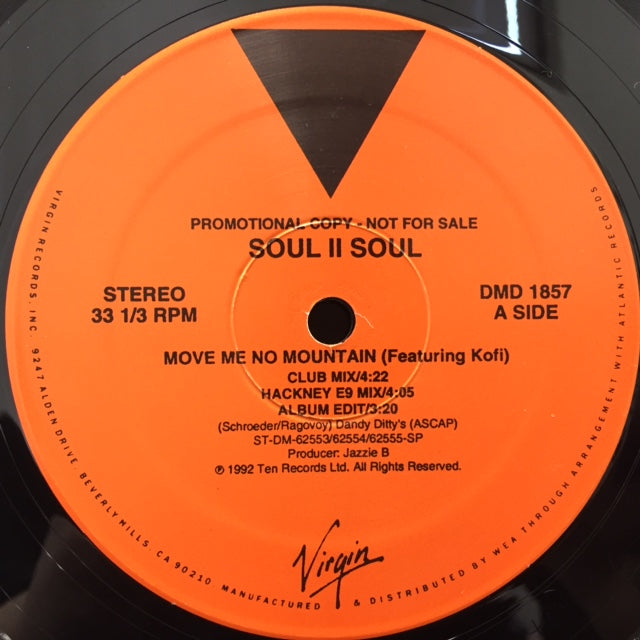 PROMOTIONAL COPY - NOT FOR SALE
SOUL II SOUL
STEREO
33 1/3 RPM
DMD 1857
A SIDE
MOVE ME NO MOUNTAIN (Featuring Kofi)
CLUB MIX/4:22
HACKNEY E9 MIX/4:05
ALBUM EDIT/3:20
(Schroeder/Ragovoy) Dandy Ditty's (ASCAP)
ST-DM-62553/62554/62555-SP
Producer: Jazzie B
℗ 1992 Ten Records Ltd. All Rights Reserved.
Virgin
VIRGIN RECORDS, INC. 9247 ALDEN DRIVE, BEVERLY HILLS, CA 90210 MANUFACTURED & DISTRIBUTED BY WEA THROUGH ARRANGEMENT WITH ATLANTIC RECORDS